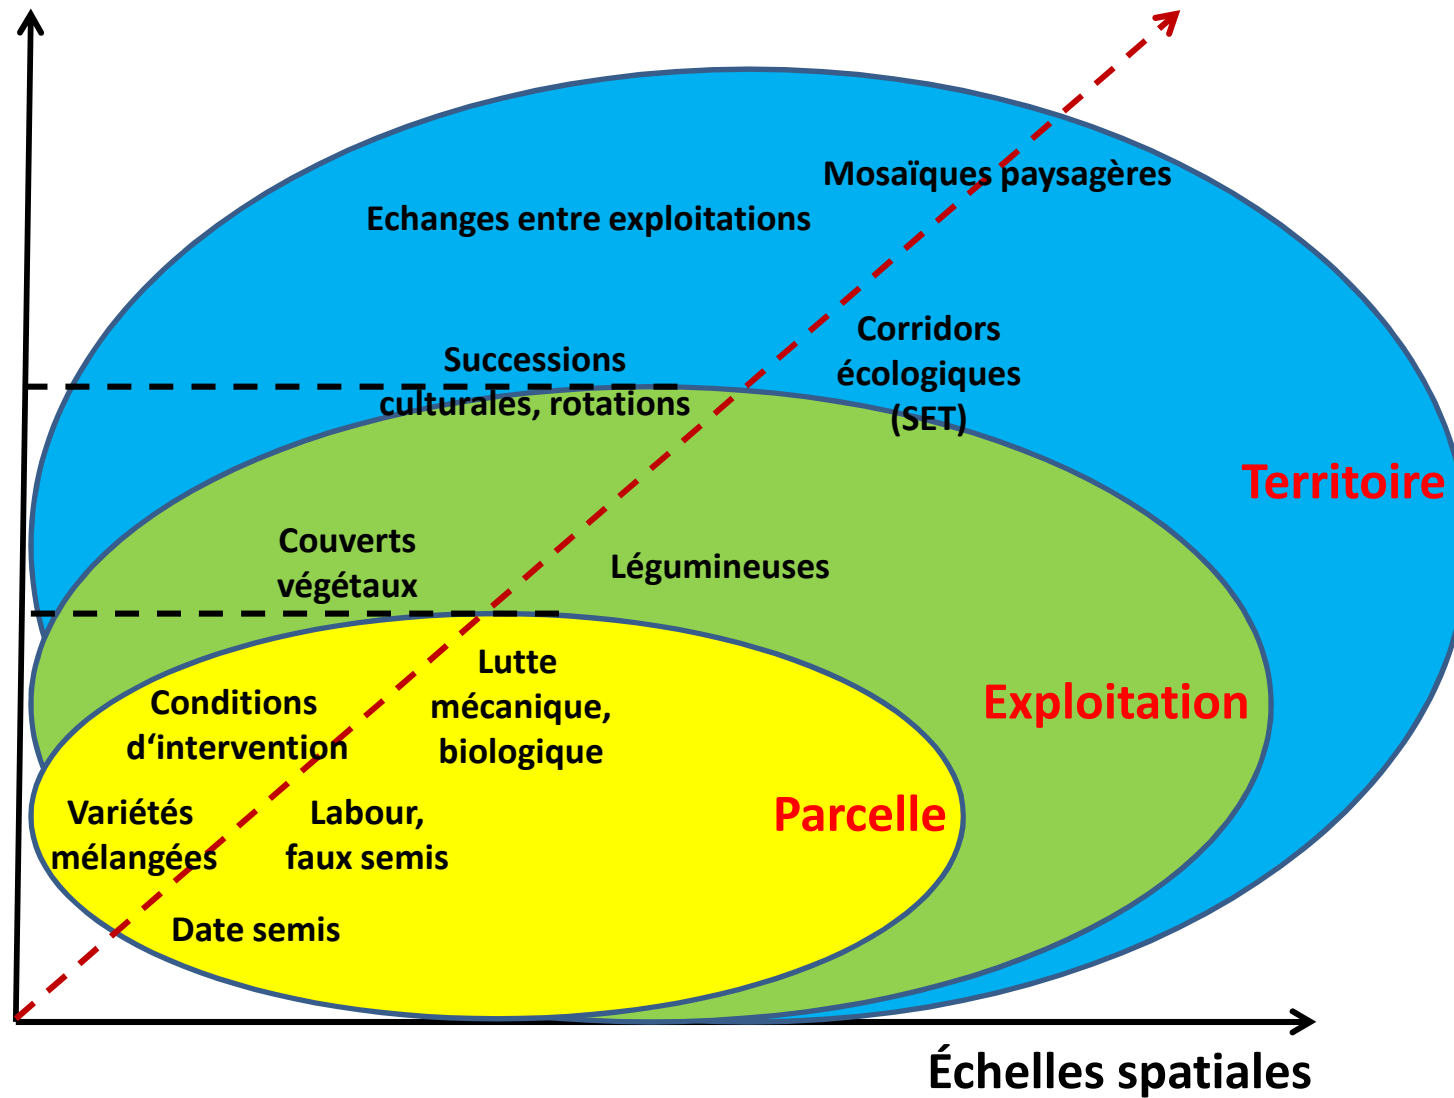 Mosaïques paysagères
Echanges entre exploitations
Corridors
écologiques
(SET)
Successions
culturales, rotations
Territoire
Couverts
végétaux
Légumineuses
Lutte
mécanique,
biologique
Conditions
d‘intervention
Exploitation
Variétés
mélangées
Labour,
faux semis
Parcelle
Date semis
Échelles spatiales